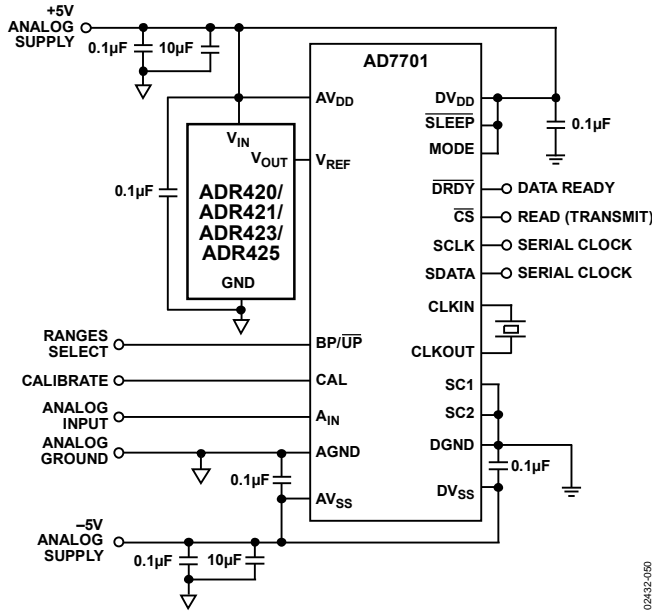 +5V
ANALOG
SUPPLY
0.1µF
10µF
AD7701
AVDD
DVDD
SLEEP
0.1µF
MODE
VIN
VOUT
VREF
0.1µF
ADR420/
ADR421/
ADR423/
ADR425
GND
DRDY
DATA READY
CS
READ (TRANSMIT)
SCLK
SERIAL CLOCK
SDATA
SERIAL CLOCK
CLKIN
CLKOUT
RANGES
SELECT
BP/UP
CALIBRATE
CAL
SC1
ANALOG
INPUT
AIN
SC2
ANALOG
GROUND
AGND
DGND
0.1µF
0.1µF
AVSS
DVSS
–5V
ANALOG
SUPPLY
0.1µF
10µF
02432-050